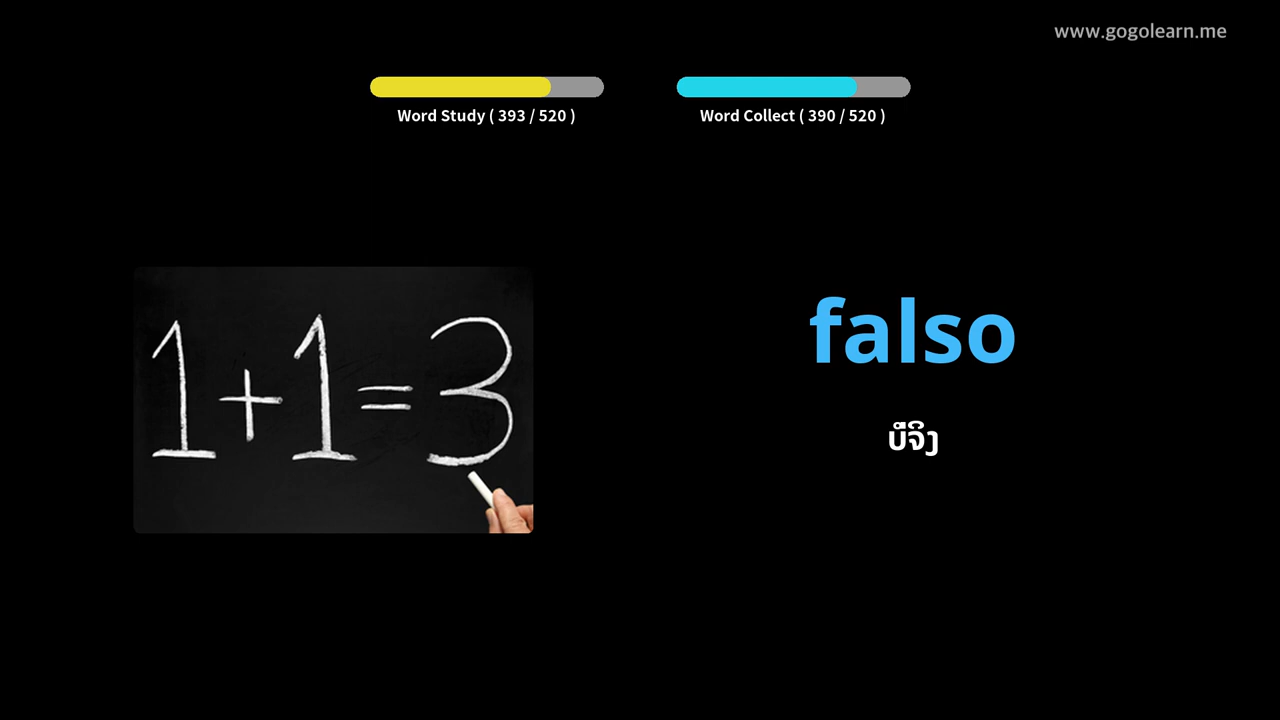 www.gogolearn.me
Word Study ( 393 / 520 )
Word Collect ( 390 / 520 )
1+1=3
falso
ບໍ່ຈິງ